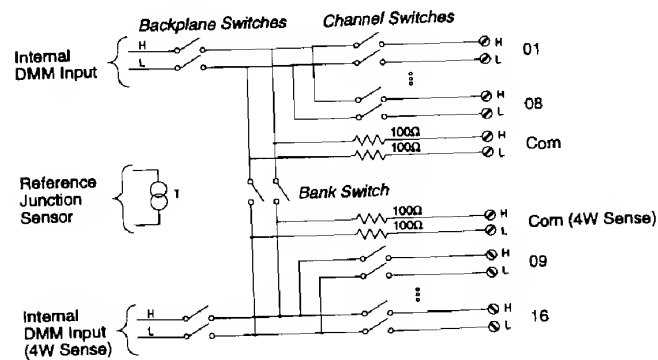 Backplane Switches
Channel Switches
Internal
DMM Input
H
L
H
L
01
H
L
08
100Ω
100Ω
H
L
Com
Reference
Junction
Sensor
T
Bank Switch
100Ω
100Ω
H
L
Com (4W Sense)
H
L
09
Internal
DMM Input
(4W Sense)
H
L
H
L
16